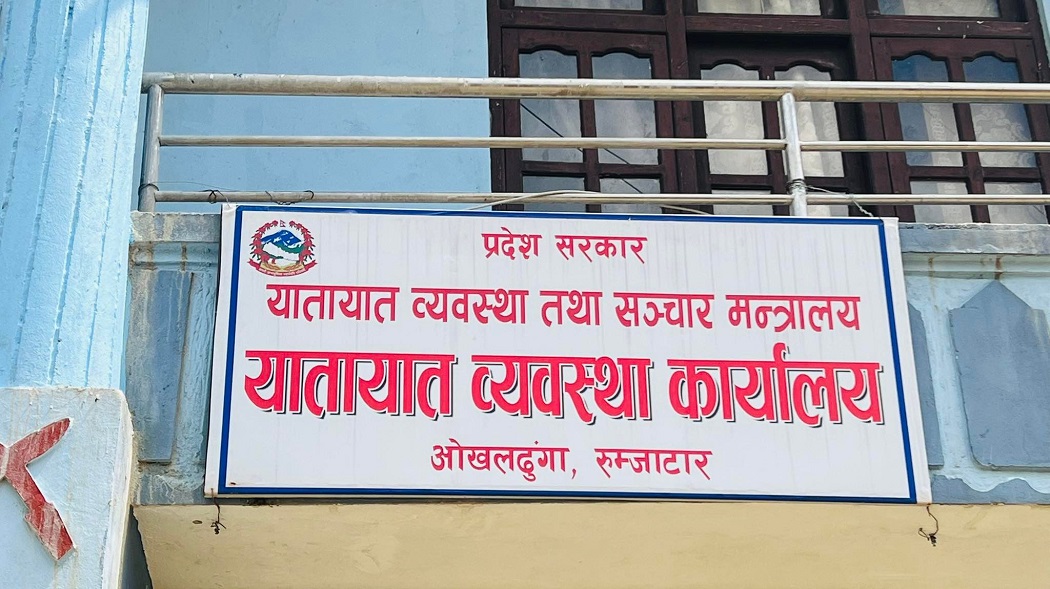 प्रदेश सरकार
यातायात व्यवस्था तथा सञ्चार मन्त्रालय
यातायात व्यवस्था कार्यालय
ओखलढुंगा, रुम्जाटार